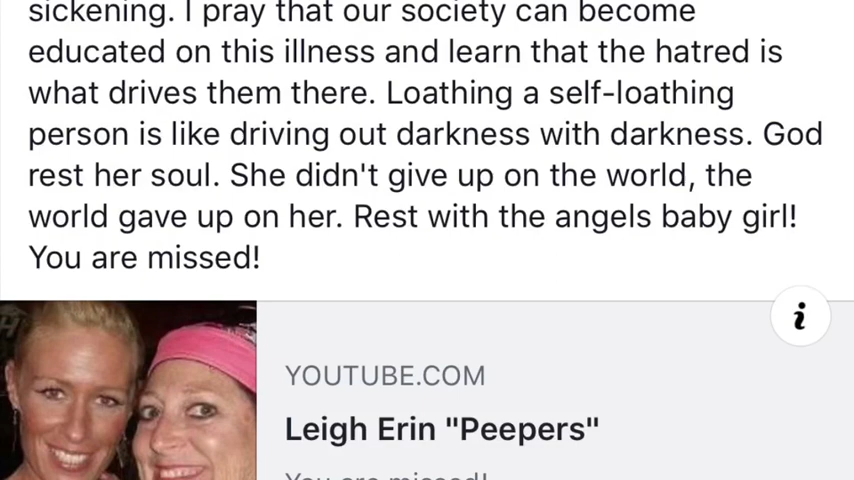 sickening. I pray that our society can become
educated on this illness and learn that the hatred is
what drives them there. Loathing a self-loathing
person is like driving out darkness with darkness. God
rest her soul. She didn't give up on the world, the
world gave up on her. Rest with the angels baby girl!
You are missed!
i
YOUTUBE.COM
Leigh Erin "Peepers"
You are missed!